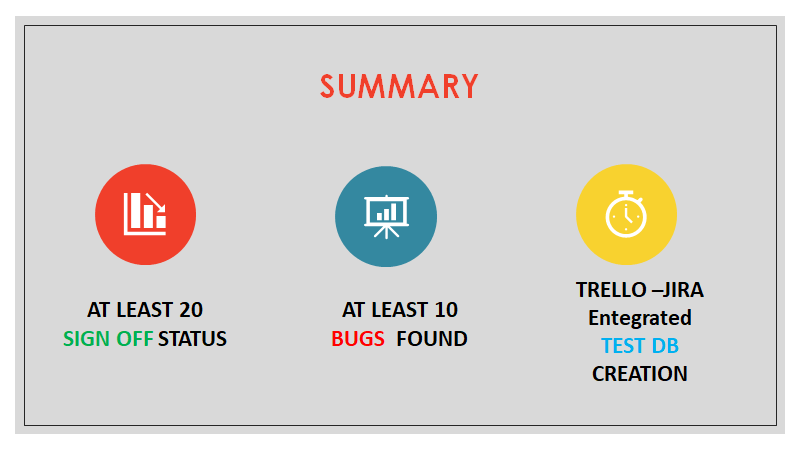 SUMMARY
AT LEAST 20
SIGN OFF STATUS
AT LEAST 10
BUGS FOUND
TRELLO –JIRA
Entegrated
TEST DB
CREATION